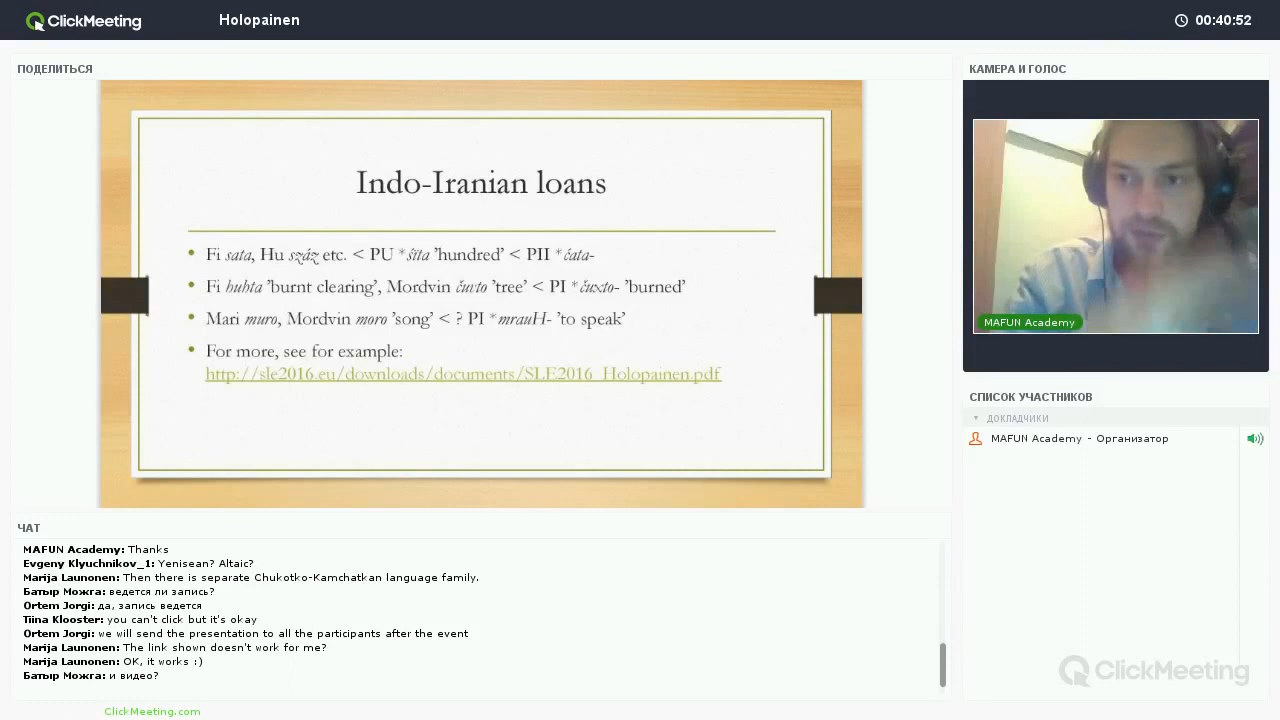 ClickMeeting
Holopainen
00:40:52
ПОДЕЛИТЬСЯ
Indo-Iranian loans
• Fi sata, Hu száz etc. < PU *śita 'hundred' < PII *ćata-
• Fi huhta 'burnt clearing', Mordvin čuvto 'tree' < PI *čuxto- 'burned'
• Mari muro, Mordvin moro 'song' < ? PI *mrauH- 'to speak'
• For more, see for example:
http://sle2016.eu/downloads/documents/SLE2016_Holopainen.pdf
КАМЕРА И ГОЛОС
MAFUN Academy
СПИСОК УЧАСТНИКОВ
ДОКЛАДЧИКИ
MAFUN Academy - Организатор
ЧАТ
MAFUN Academy: Thanks
Evgeny Klyuchnikov_1: Yenisean? Altaic?
Marija Launonen: Then there is separate Chukotko-Kamchatkan language family.
Батыр Можга: ведется ли запись?
Ortem Jorgi: да, запись ведется
Tiina Klooster: you can't click but it's okay
Ortem Jorgi: we will send the presentation to all the participants after the event
Marija Launonen: The link shown doesn't work for me?
Marija Launonen: OK, it works :)
Батыр Можга: и видео?
ClickMeeting
ClickMeeting.com